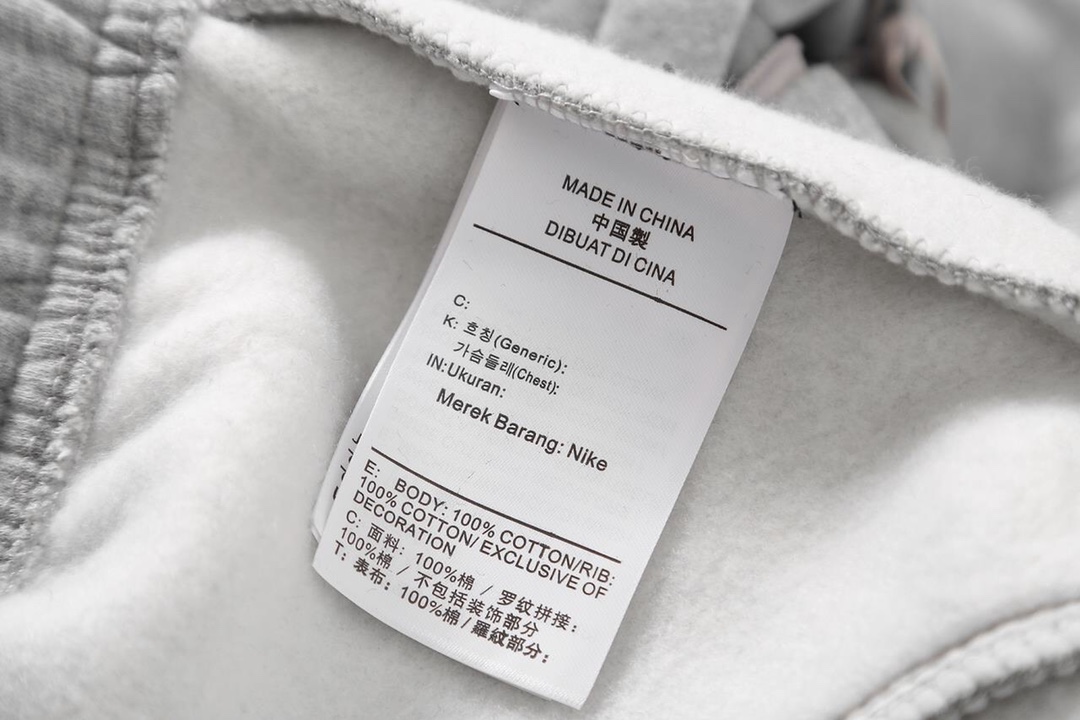 MADE IN CHINA
中国製
DIBUAT DI CINA
C:
K: 흐칭(Generic):
가슴둘레(Chest):
IN:Ukuran:
Merek Barang: Nike
E: BODY: 100% COTTON/RIB:
100% COTTON/ EXCLUSIVE OF
DECORATION
C: 面料: 100%棉 / 罗纹拼接:
100%棉 / 不包括装饰部分
T: 表布: 100%棉 / 羅紋部分: